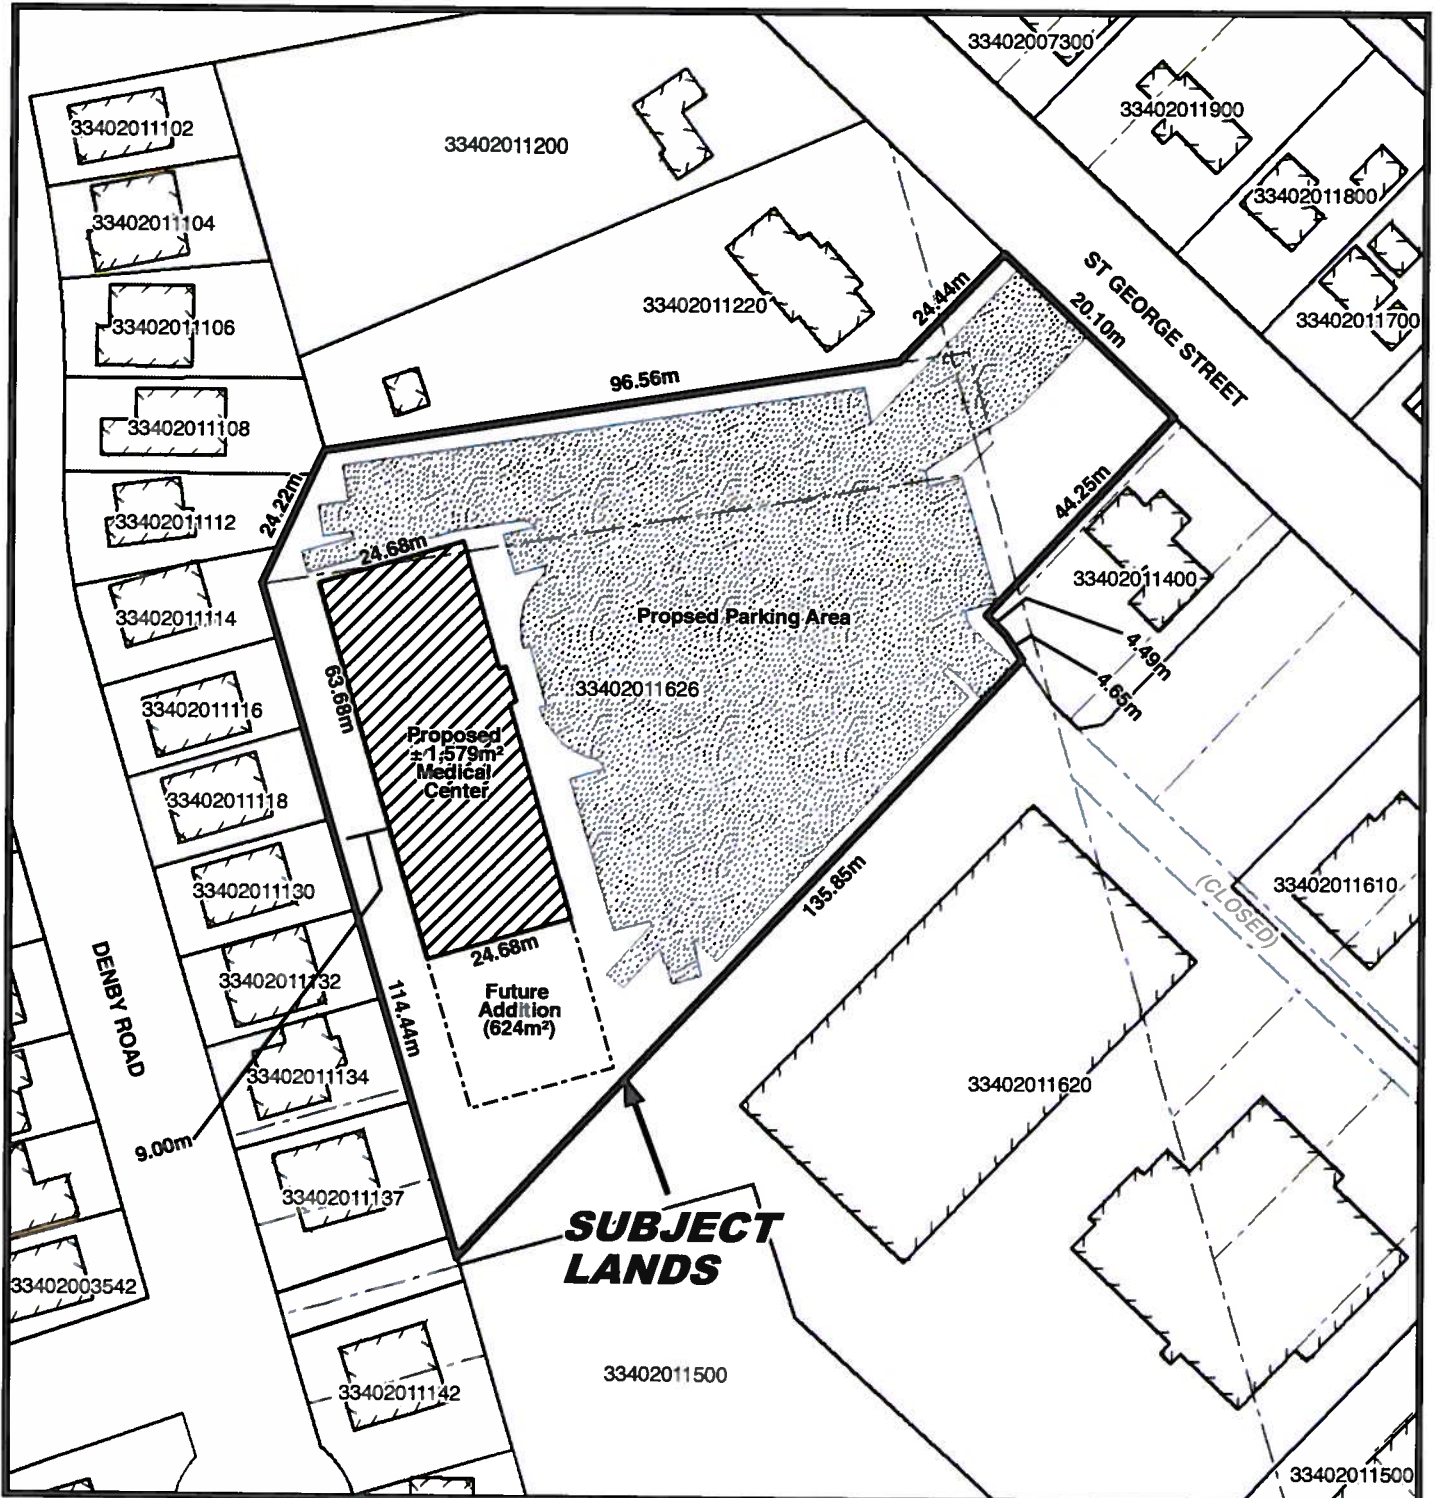 33402007300
33402011900
33402011102
33402011200
33402011800
33402011104
ST GEORGE STREET
24.44m
20.10m
33402011220
33402011106
33402011700
96.56m
33402011108
24.22m
44.25m
33402011112
24.68m
33402011400
33402011114
Propsed Parking Area
4.49m
4.65m
63.68m
33402011626
33402011116
Proposed
±1,579m²
Medical
Center
33402011118
135.85m
33402011130
33402011610
(CLOSED)
DENBY ROAD
24.68m
33402011132
114.44m
Future
Addition
(624m²)
33402011134
33402011620
9.00m
33402011137
SUBJECT
LANDS
33402003542
33402011500
33402011142
33402011500